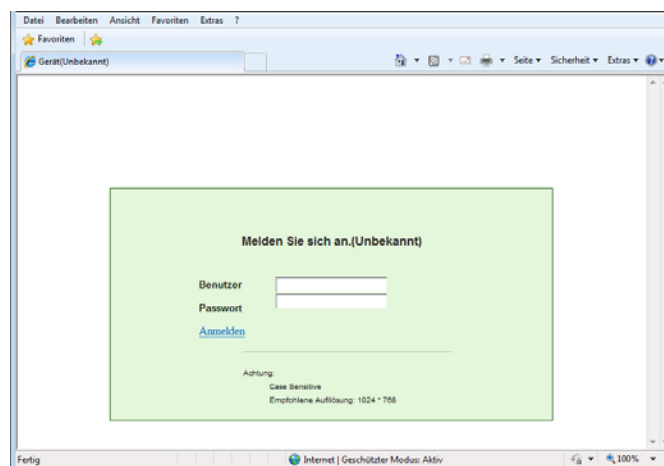 Datei Bearbeiten Ansicht Favoriten Extras ?
Favoriten
Gerät(Unbekannt) Seite Sicherheit Extras
Melden Sie sich an.(Unbekannt)
Benutzer
Passwort
Anmelden
Achtung:
Case Sensitive
Empfohlene Auflösung: 1024 * 768
Fertig Internet | Geschützter Modus: Aktiv 100%